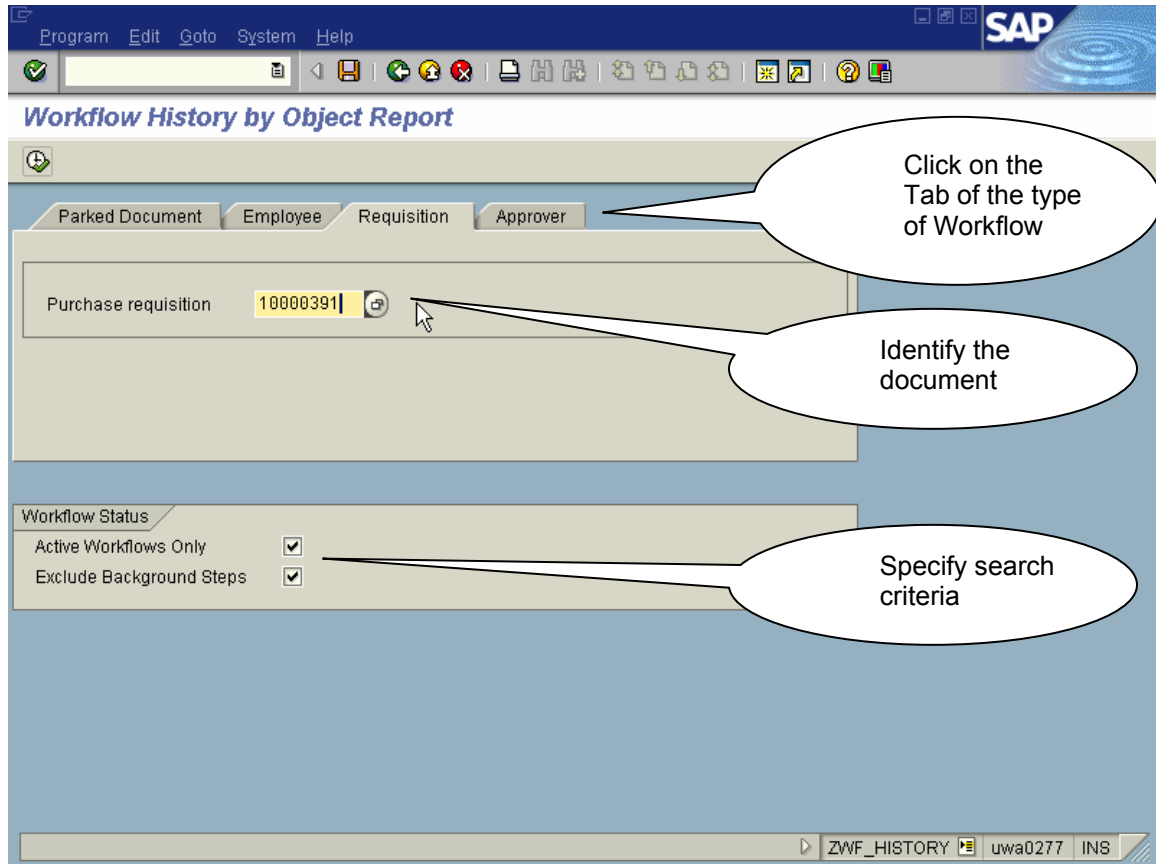 Program Edit Goto System Help
SAP
Workflow History by Object Report
Click on the
Tab of the type
of Workflow
Parked Document Employee Requisition Approver
Purchase requisition 10000391
Identify the
document
Workflow Status
Active Workflows Only
Exclude Background Steps
Specify search
criteria
ZWF_HISTORY uwa0277 INS